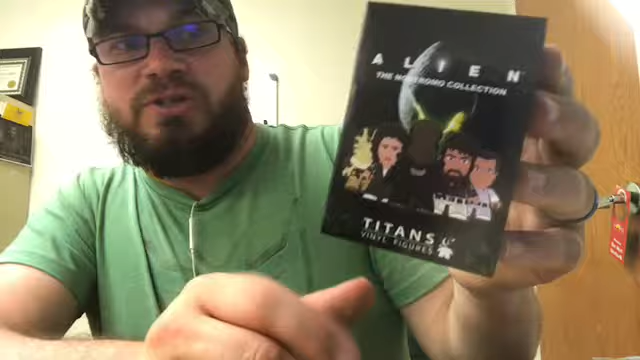 ALIEN
THE NOSTROMO COLLECTION
TITANS
VINYL FIGURES